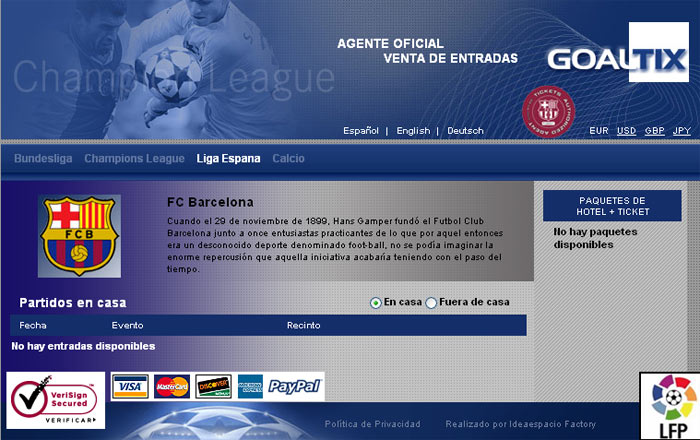 AGENTE OFICIAL
VENTA DE ENTRADAS
GOALTIX
Champions League
TICKETS AUTHORIZED AGENT
Español | English | Deutsch
EUR USD GBP JPY
Bundesliga Champions League Liga Espana Calcio
FC Barcelona
Cuando el 29 de noviembre de 1899, Hans Gamper fundó el Futbol Club
Barcelona junto a once entusiastas practicantes de lo que por aquel entonces
era un desconocido deporte denominado foot-ball, no se podía imaginar la
enorme repercusión que aquella iniciativa acabaría teniendo con el paso del
tiempo.
FCB
PAQUETES DE
HOTEL + TICKET
No hay paquetes
disponibles
Partidos en casa
En casa Fuera de casa
Fecha Evento Recinto
No hay entradas disponibles
VeriSign
Secured
VERIFICAR
VISA MasterCard DISCOVER AMERICAN EXPRESS PayPal
Política de Privacidad Realizado por Ideaespacio Factory
LFP